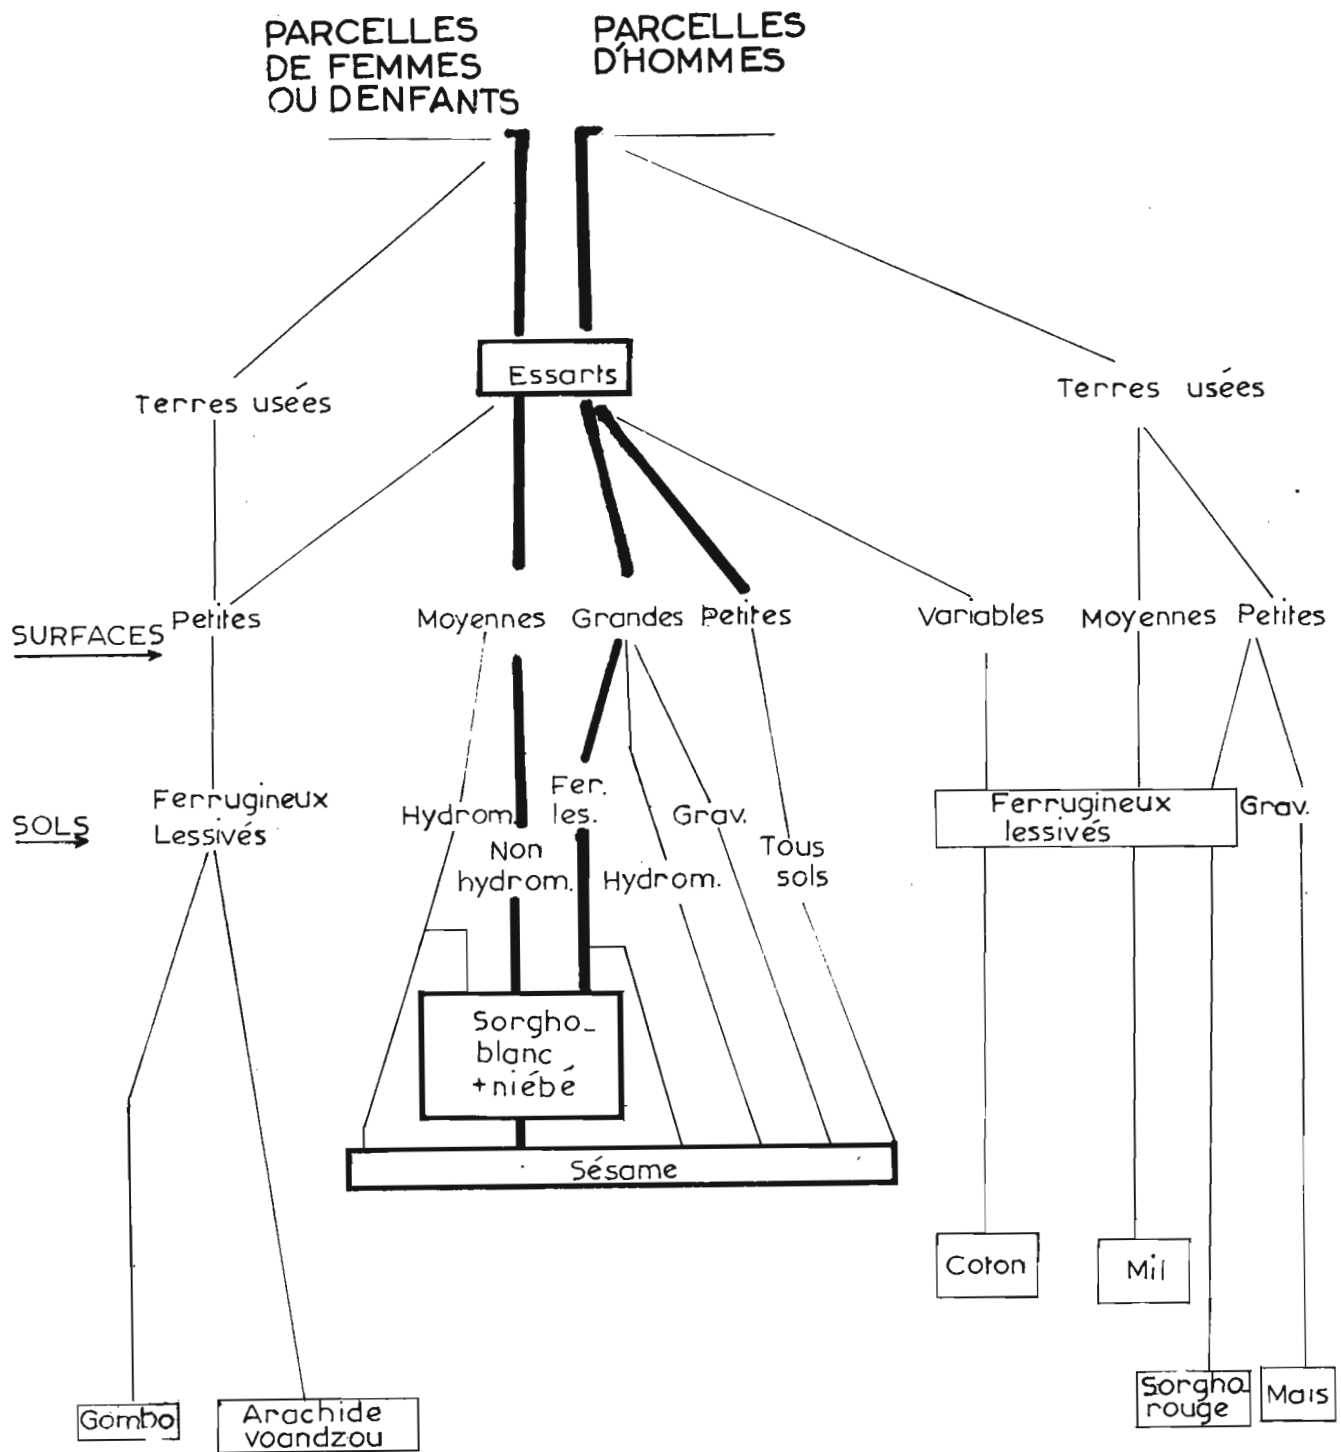 PARCELLES
DE FEMMES
OU DENFANTS
PARCELLES
D'HOMMES
Essarts
Terres usées
Terres usées
SURFACES
Petites
Moyennes
Grandes
Petites
Variables
Moyennes
Petites
SOLS
Ferrugineux
Lessivés
Hydrom.
Non
hydrom.
Fer.
les.
Hydrom.
Grav.
Tous
sols
Ferrugineux
lessivés
Grav.
Sorgho_
blanc
+niébé
Sésame
Coton
Mil
Gombo
Arachide
voandzou
Sorgho
rouge
Mais